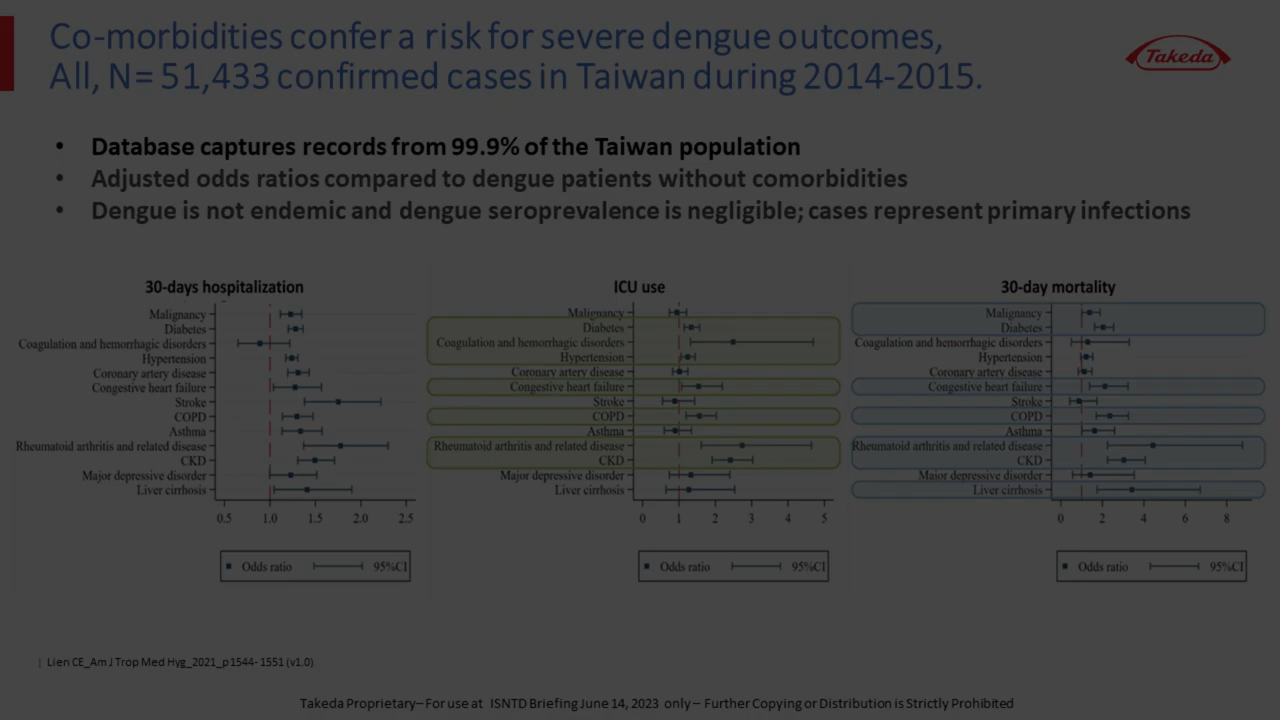 Co-morbidities confer a risk for severe dengue outcomes,
All, N= 51,433 confirmed cases in Taiwan during 2014-2015.
Takeda
• Database captures records from 99.9% of the Taiwan population
• Adjusted odds ratios compared to dengue patients without comorbidities
• Dengue is not endemic and dengue seroprevalence is negligible; cases represent primary infections
30-days hospitalization
Malignancy
Diabetes
Coagulation and hemorrhagic disorders
Hypertension
Coronary artery disease
Congestive heart failure
Stroke
COPD
Asthma
Rheumatoid arthritis and related disease
CKD
Major depressive disorder
Liver cirrhosis
0.5 1.0 1.5 2.0 2.5
Odds ratio 95%CI
ICU use
Malignancy
Diabetes
Coagulation and hemorrhagic disorders
Hypertension
Coronary artery disease
Congestive heart failure
Stroke
COPD
Asthma
Rheumatoid arthritis and related disease
CKD
Major depressive disorder
Liver cirrhosis
0 1 2 3 4 5
Odds ratio 95%CI
30-day mortality
Malignancy
Diabetes
Coagulation and hemorrhagic disorders
Hypertension
Coronary artery disease
Congestive heart failure
Stroke
COPD
Asthma
Rheumatoid arthritis and related disease
CKD
Major depressive disorder
Liver cirrhosis
0 2 4 6 8
Odds ratio 95%CI
| Lien CE_Am J Trop Med Hyg_2021_p1544-1551 (v1.0)
Takeda Proprietary– For use at ISNTD Briefing June 14, 2023 only – Further Copying or Distribution is Strictly Prohibited